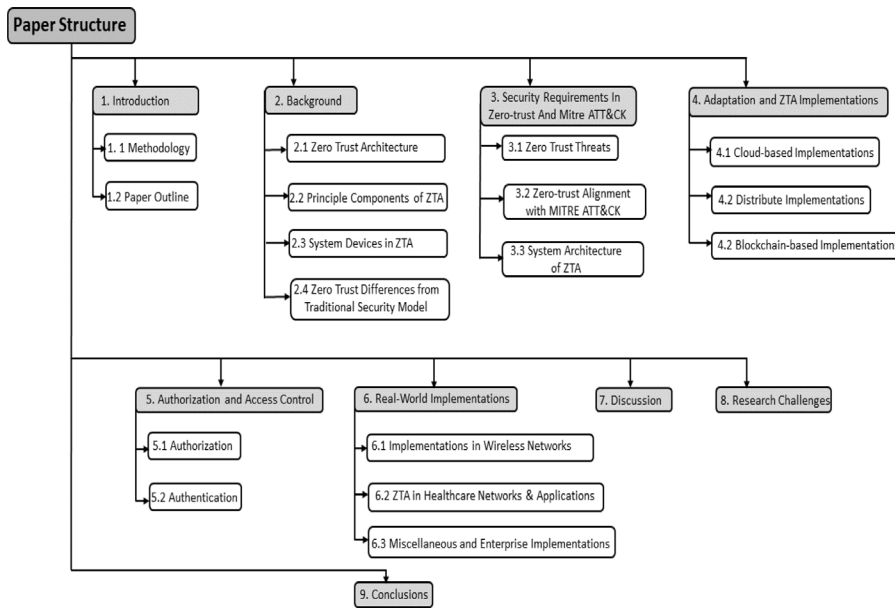 Paper Structure
1. Introduction
1. 1 Methodology
1.2 Paper Outline
2. Background
2.1 Zero Trust Architecture
2.2 Principle Components of ZTA
2.3 System Devices in ZTA
2.4 Zero Trust Differences from
Traditional Security Model
3. Security Requirements In
Zero-trust And Mitre ATT&CK
3.1 Zero Trust Threats
3.2 Zero-trust Alignment
with MITRE ATT&CK
3.3 System Architecture
of ZTA
4. Adaptation and ZTA Implementations
4.1 Cloud-based Implementations
4.2 Distribute Implementations
4.2 Blockchain-based Implementation
5. Authorization and Access Control
5.1 Authorization
5.2 Authentication
6. Real-World Implementations
6.1 Implementations in Wireless Networks
6.2 ZTA in Healthcare Networks & Applications
6.3 Miscellaneous and Enterprise Implementations
7. Discussion
8. Research Challenges
9. Conclusions